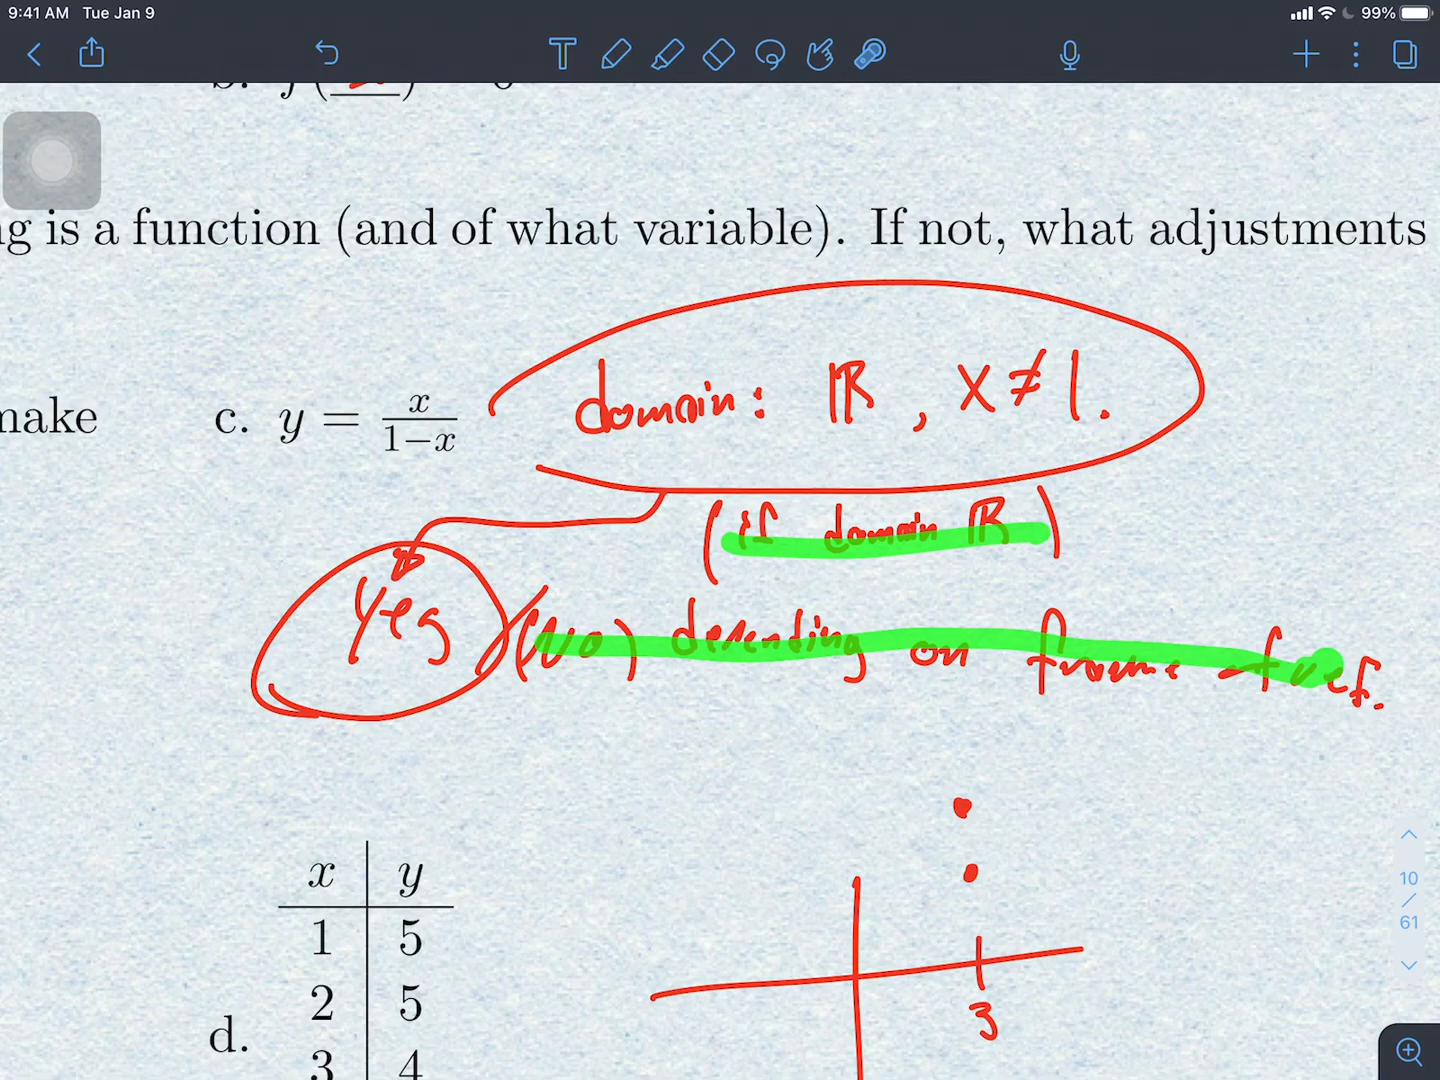 9:41 AM Tue Jan 9
99%
g is a function (and of what variable). If not, what adjustments
make
c. y = x/(1−x)
domain: ℝ, x ≠ 1.
(if domain ℝ)
Yes (No) depending on frame of ref.
x y
1 5
2 5
d.
3 4
3
10
/
61